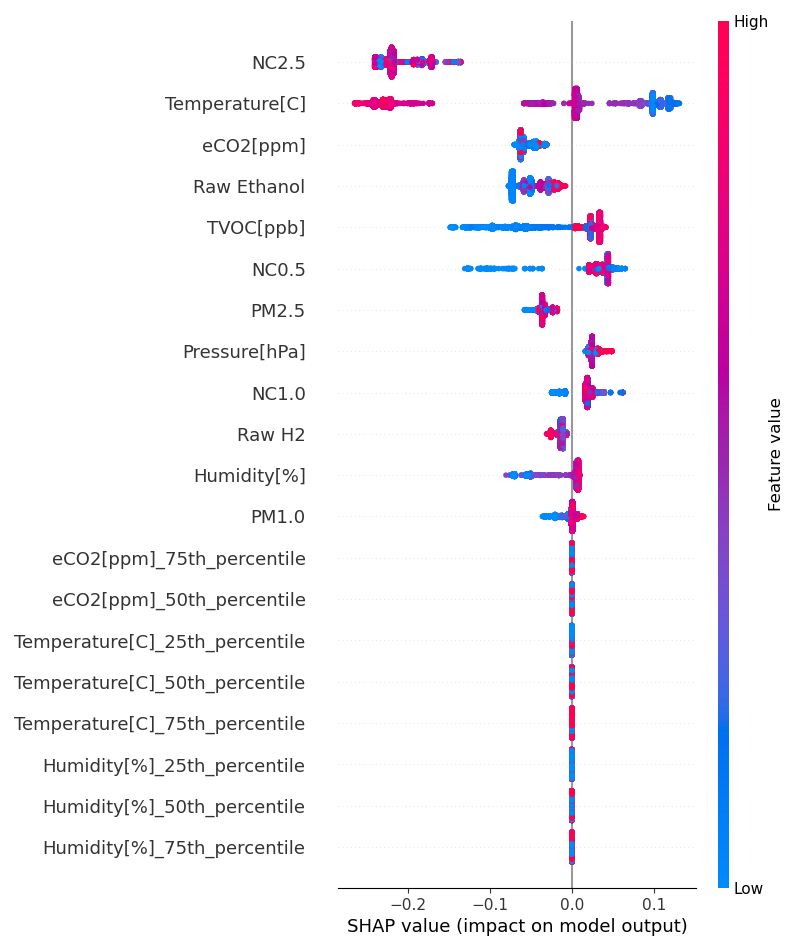 High
NC2.5
Temperature[C]
eCO2[ppm]
Raw Ethanol
TVOC[ppb]
NC0.5
PM2.5
Pressure[hPa]
NC1.0
Raw H2
Humidity[%]
PM1.0
eCO2[ppm]_75th_percentile
eCO2[ppm]_50th_percentile
Temperature[C]_25th_percentile
Temperature[C]_50th_percentile
Temperature[C]_75th_percentile
Humidity[%]_25th_percentile
Humidity[%]_50th_percentile
Humidity[%]_75th_percentile
Feature value
Low
−0.2 −0.1 0.0 0.1
SHAP value (impact on model output)